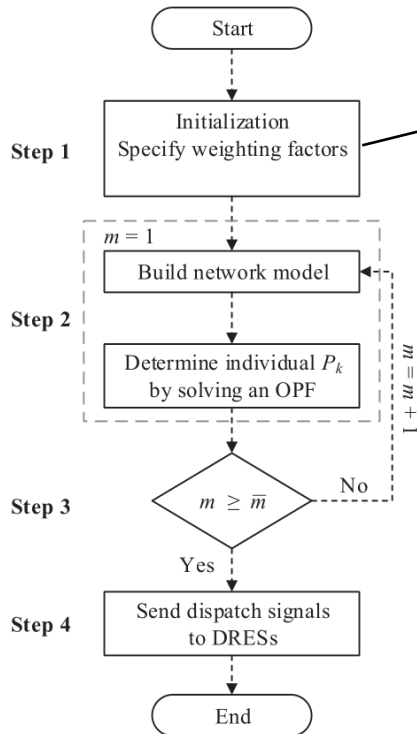 Start
Step 1
Initialization
Specify weighting factors
m = 1
Step 2
Build network model
Determine individual Pₖ
by solving an OPF
m = m + 1
Step 3
m ≥ m̅
No
Yes
Step 4
Send dispatch signals
to DRESs
End